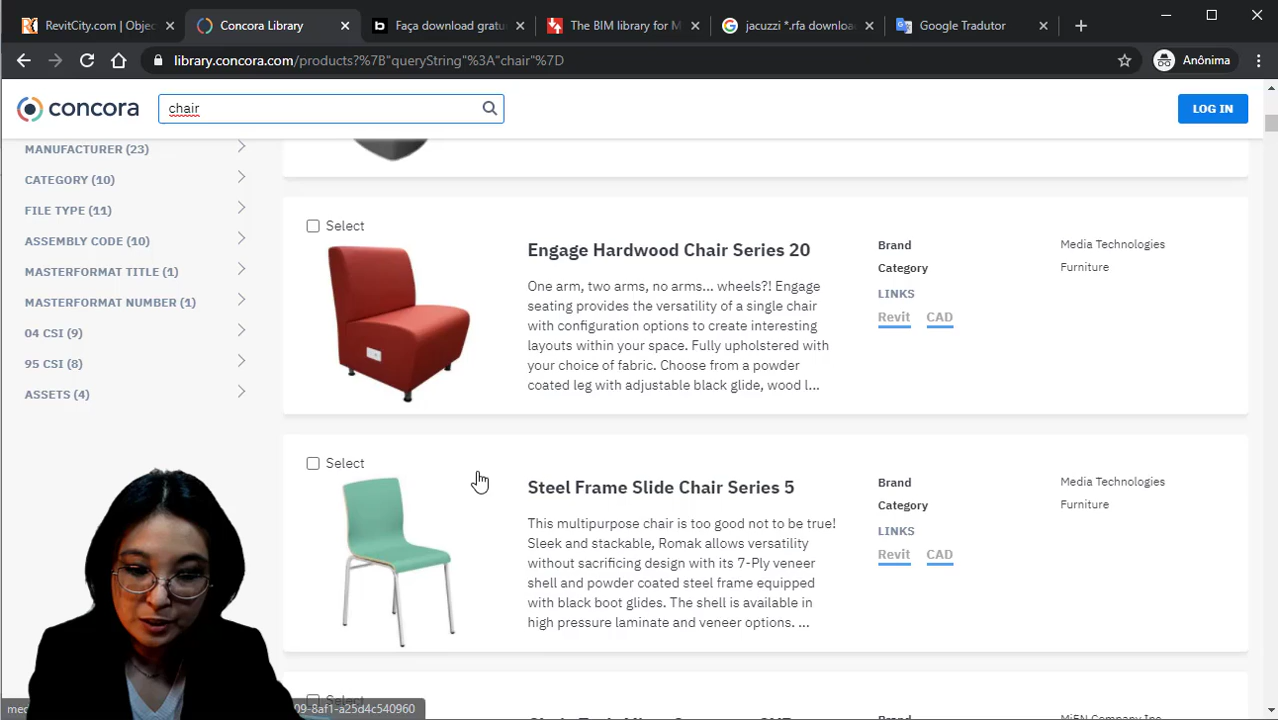 RevitCity.com | Objec
Concora Library
Faça download gratu
The BIM library for M
jacuzzi *.rfa downloa
Google Tradutor
library.concora.com/products?%7B"queryString"%3A"chair"%7D
Anônima
concora
chair
LOG IN
MANUFACTURER (23)
CATEGORY (10)
FILE TYPE (11)
ASSEMBLY CODE (10)
MASTERFORMAT TITLE (1)
MASTERFORMAT NUMBER (1)
04 CSI (9)
95 CSI (8)
ASSETS (4)
Select
Engage Hardwood Chair Series 20
One arm, two arms, no arms... wheels?! Engage
seating provides the versatility of a single chair
with configuration options to create interesting
layouts within your space. Fully upholstered with
your choice of fabric. Choose from a powder
coated leg with adjustable black glide, wood l...
Brand Media Technologies
Category Furniture
LINKS
Revit CAD
Select
Steel Frame Slide Chair Series 5
This multipurpose chair is too good not to be true!
Sleek and stackable, Romak allows versatility
without sacrificing design with its 7-Ply veneer
shell and powder coated steel frame equipped
with black boot glides. The shell is available in
high pressure laminate and veneer options. ...
Brand Media Technologies
Category Furniture
LINKS
Revit CAD
09-8af1-a25d4c540960